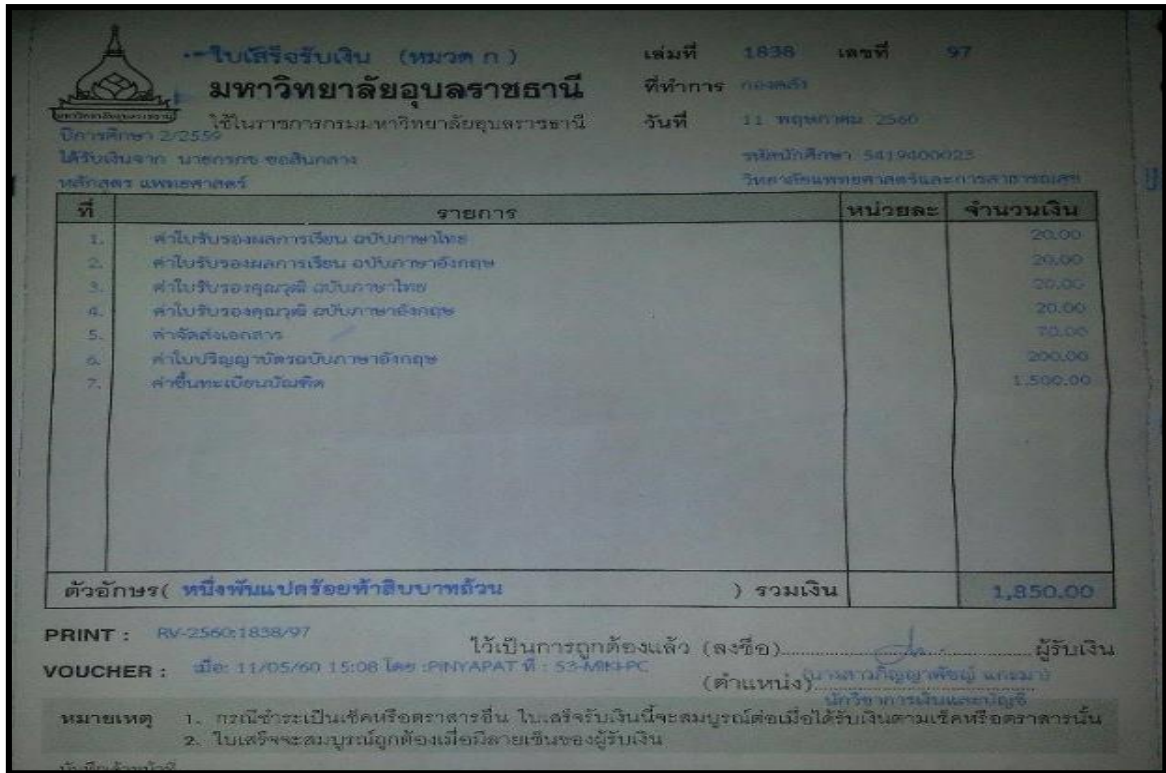 ใบเสร็จรับเงิน (หมวด ก) เล่มที่ 1838 เลขที่ 97
มหาวิทยาลัยอุบลราชธานี ที่ทำการ กองคลัง
มหาวิทยาลัยอุบลราชธานี
ใช้ในราชการกรมมหาวิทยาลัยอุบลราชธานี วันที่ 11 พฤษภาคม 2560
ปีการศึกษา 2/2559
ได้รับเงินจาก รหัสนักศึกษา 5419400023
หลักสูตร แพทยศาสตร์ วิทยาลัยแพทยศาสตร์และการสาธารณสุข
ที่ รายการ หน่วยละ จำนวนเงิน
1. ค่าใบรับรองผลการเรียน ฉบับภาษาไทย 20.00
2. ค่าใบรับรองผลการเรียน ฉบับภาษาอังกฤษ 20.00
3. ค่าใบรับรองคุณวุฒิ ฉบับภาษาไทย 20.00
4. ค่าใบรับรองคุณวุฒิ ฉบับภาษาอังกฤษ 20.00
5. ค่าจัดส่งเอกสาร 70.00
6. ค่าใบปริญญาบัตรฉบับภาษาอังกฤษ 200.00
7. ค่าขึ้นทะเบียนบัณฑิต 1,500.00
ตัวอักษร( หนึ่งพันแปดร้อยห้าสิบบาทถ้วน ) รวมเงิน 1,850.00
PRINT : RV-2560:1838/97
ไว้เป็นการถูกต้องแล้ว (ลงชื่อ) ผู้รับเงิน
VOUCHER : เมื่อ: 11/05/60 15:08 โดย :PINYAPAT ที่ : 53-MIKI-PC
(ตำแหน่ง)
นักวิชาการเงินและบัญชี
หมายเหตุ 1. กรณีชำระเป็นเช็คหรือตราสารอื่น ใบเสร็จรับเงินนี้จะสมบูรณ์ต่อเมื่อได้รับเงินตามเช็คหรือตราสารนั้น
2. ใบเสร็จจะสมบูรณ์ถูกต้องเมื่อมีลายเซ็นของผู้รับเงิน